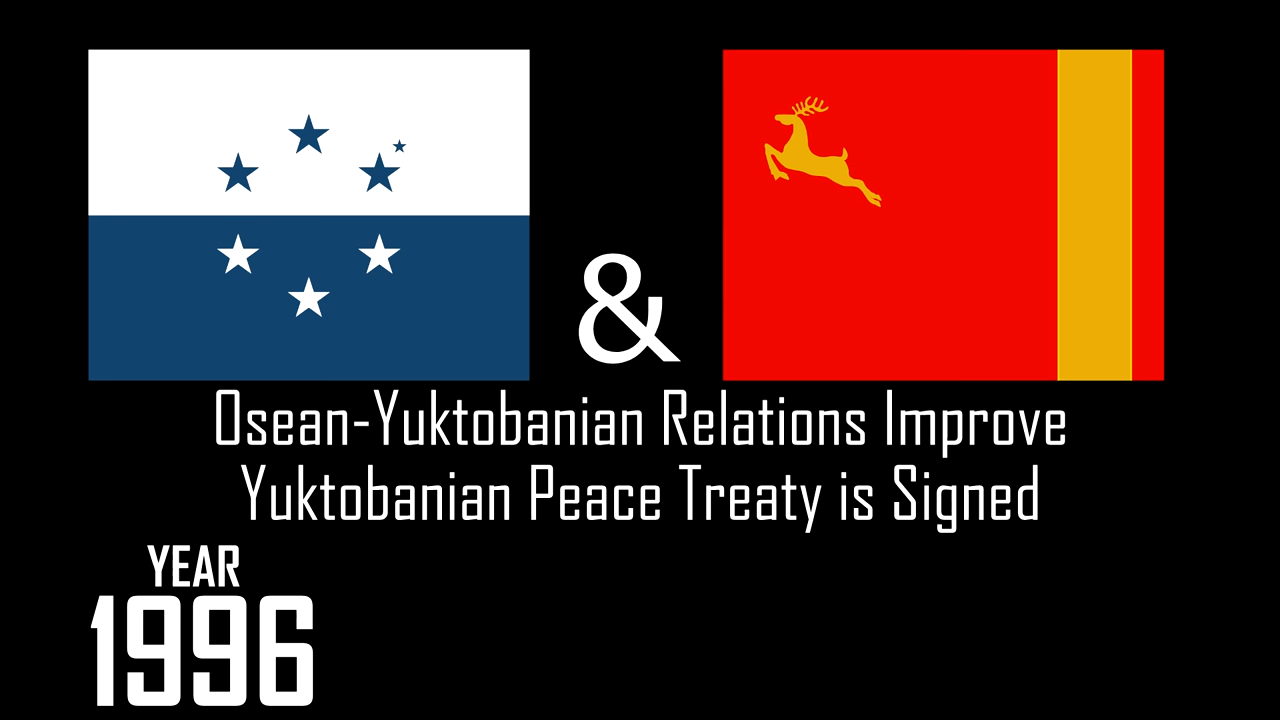 &
Osean-Yuktobanian Relations Improve
Yuktobanian Peace Treaty is Signed
YEAR
1996